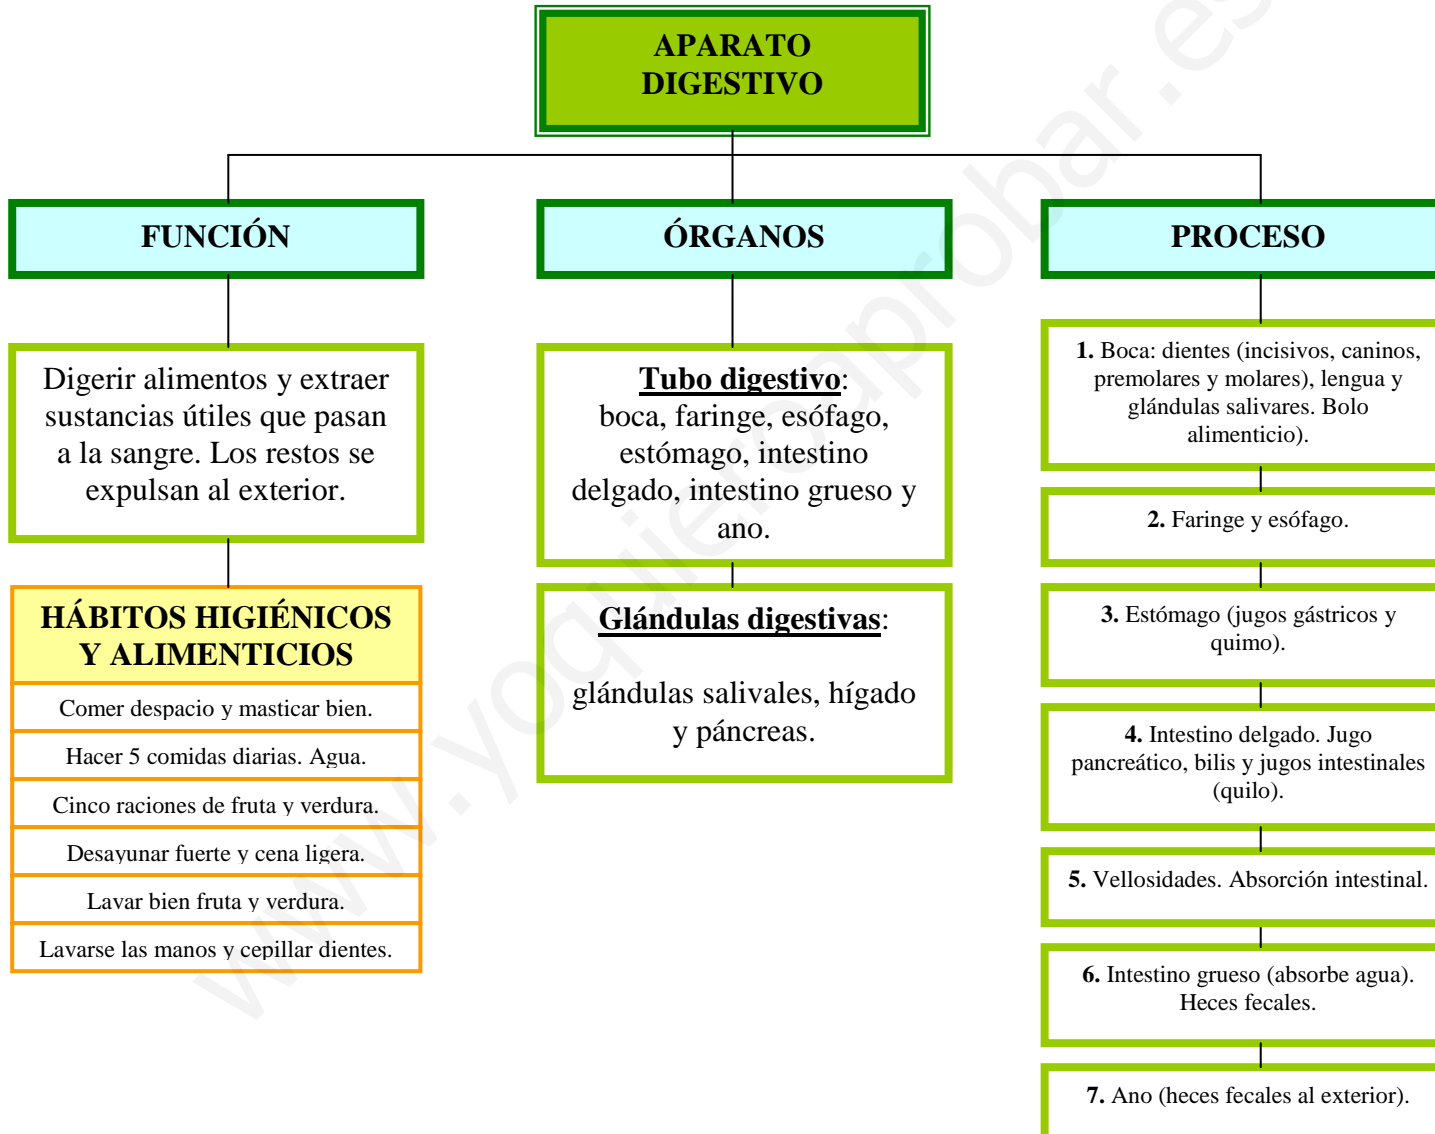 APARATO
DIGESTIVO
FUNCIÓN
Digerir alimentos y extraer
sustancias útiles que pasan
a la sangre. Los restos se
expulsan al exterior.
HÁBITOS HIGIÉNICOS
Y ALIMENTICIOS
Comer despacio y masticar bien.
Hacer 5 comidas diarias. Agua.
Cinco raciones de fruta y verdura.
Desayunar fuerte y cena ligera.
Lavar bien fruta y verdura.
Lavarse las manos y cepillar dientes.
ÓRGANOS
Tubo digestivo:
boca, faringe, esófago,
estómago, intestino
delgado, intestino grueso y
ano.
Glándulas digestivas:
glándulas salivales, hígado
y páncreas.
PROCESO
1. Boca: dientes (incisivos, caninos,
premolares y molares), lengua y
glándulas salivares. Bolo
alimenticio).
2. Faringe y esófago.
3. Estómago (jugos gástricos y
quimo).
4. Intestino delgado. Jugo
pancreático, bilis y jugos intestinales
(quilo).
5. Vellosidades. Absorción intestinal.
6. Intestino grueso (absorbe agua).
Heces fecales.
7. Ano (heces fecales al exterior).
www.yoquieroaprobar.es